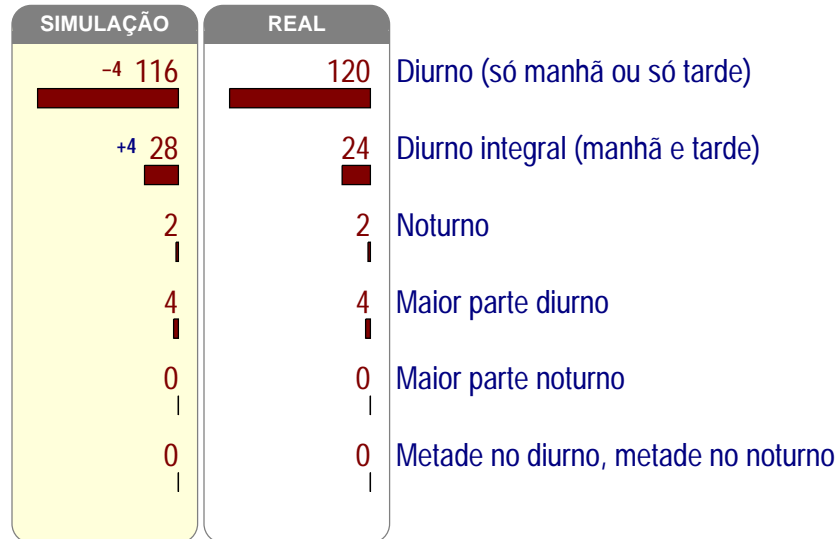 SIMULAÇÃO REAL
−4 116 120 Diurno (só manhã ou só tarde)
+4 28 24 Diurno integral (manhã e tarde)
2 2 Noturno
4 4 Maior parte diurno
0 0 Maior parte noturno
0 0 Metade no diurno, metade no noturno